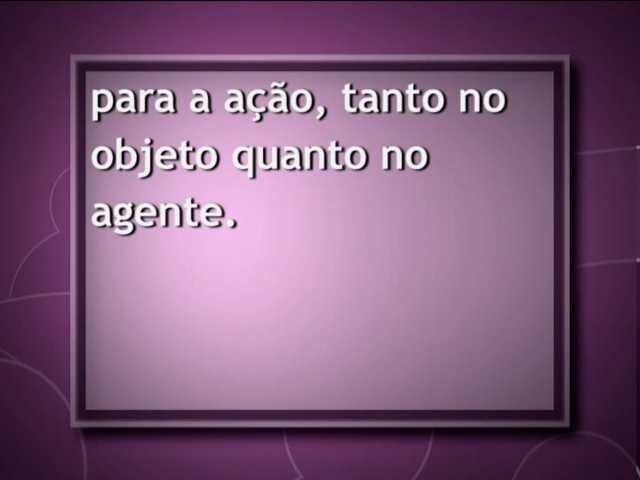 para a ação, tanto no
objeto quanto no
agente.